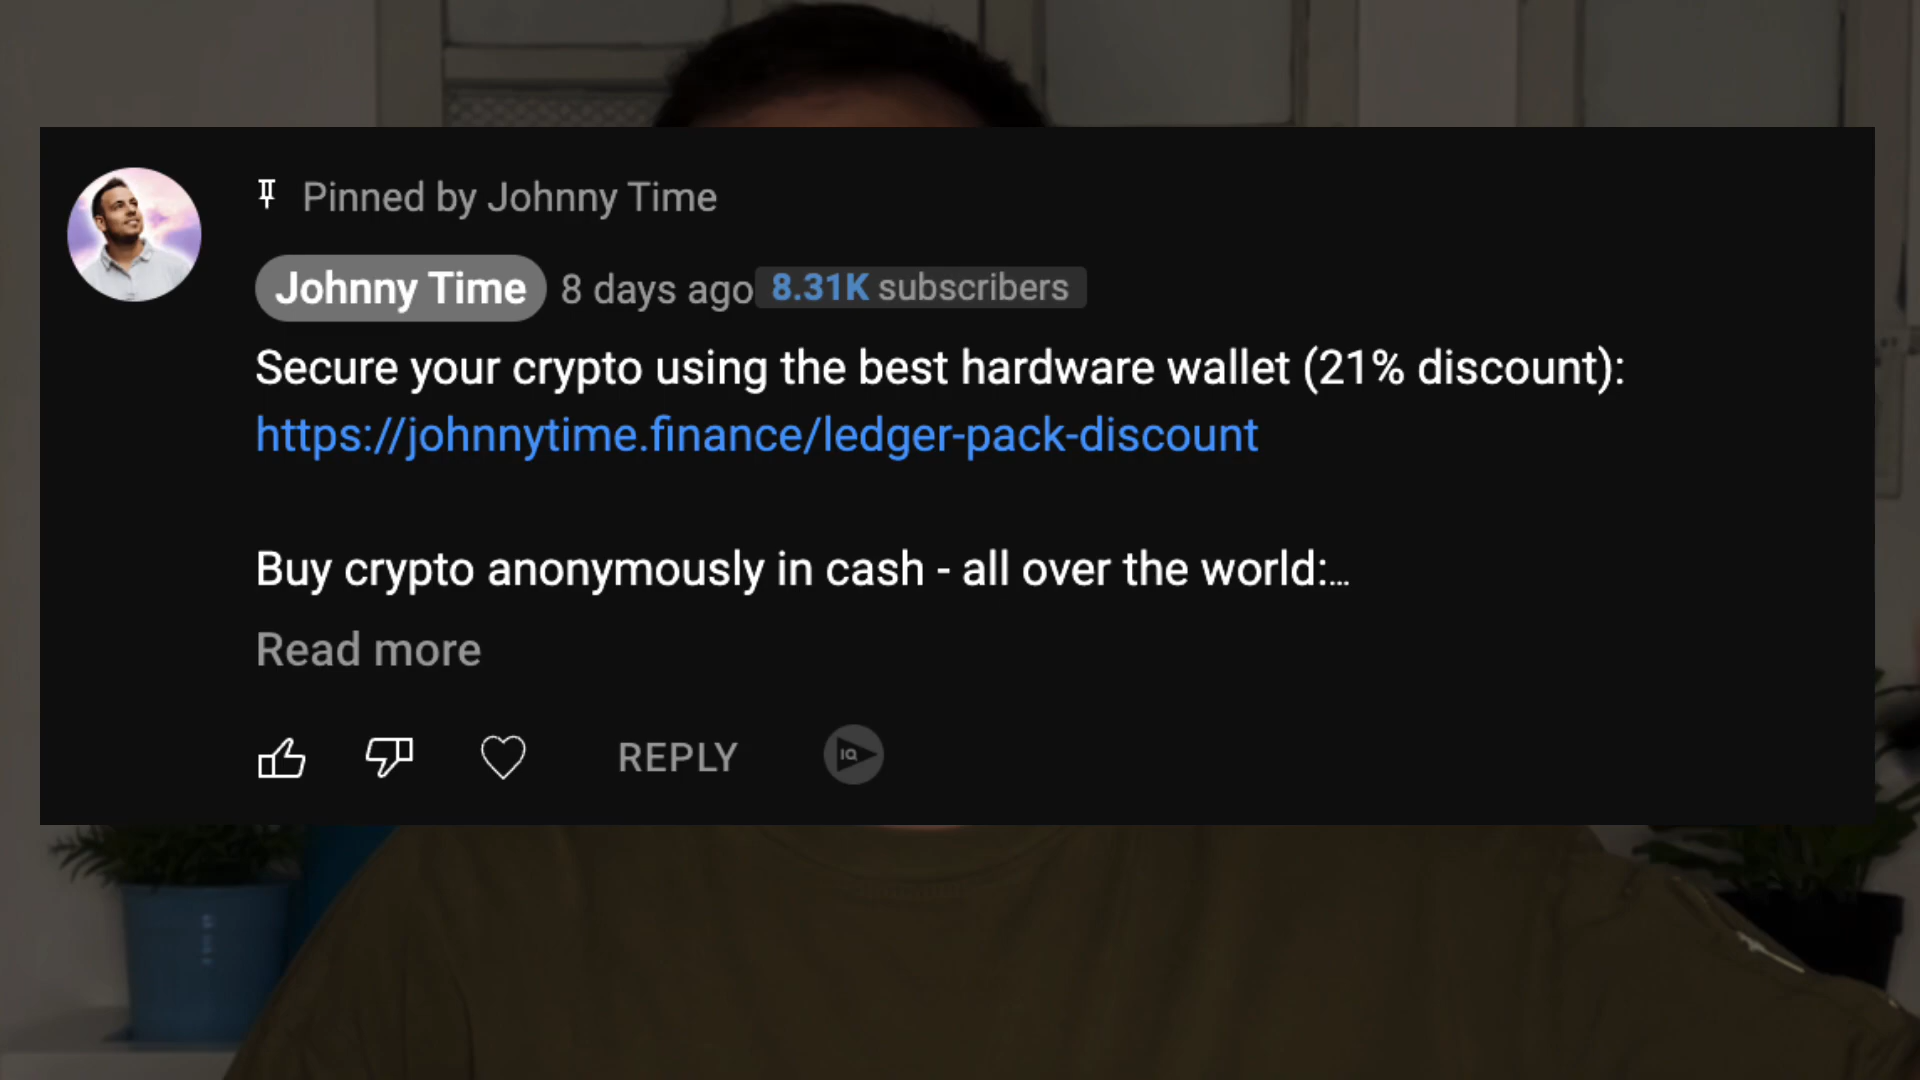 Pinned by Johnny Time
Johnny Time 8 days ago 8.31K subscribers
Secure your crypto using the best hardware wallet (21% discount):
https://johnnytime.finance/ledger-pack-discount
Buy crypto anonymously in cash - all over the world:...
Read more
REPLY
IQ